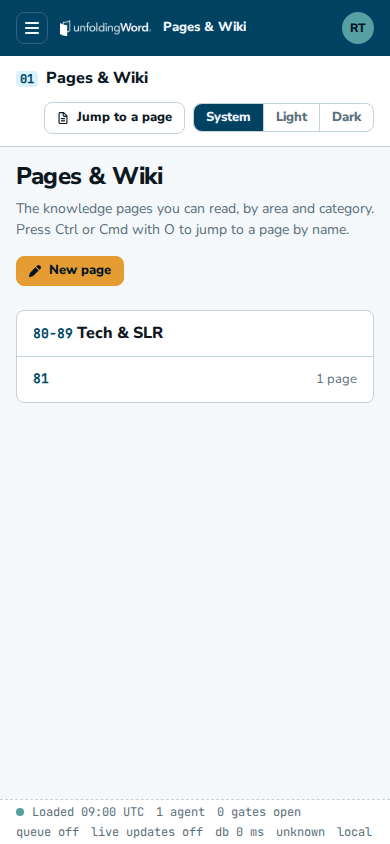 unfoldingWord. Pages & Wiki RT
01 Pages & Wiki
Jump to a page System Light Dark
Pages & Wiki
The knowledge pages you can read, by area and category.
Press Ctrl or Cmd with O to jump to a page by name.
New page
80-89 Tech & SLR
81 1 page
Loaded 09:00 UTC 1 agent 0 gates open
queue off live updates off db 0 ms unknown local